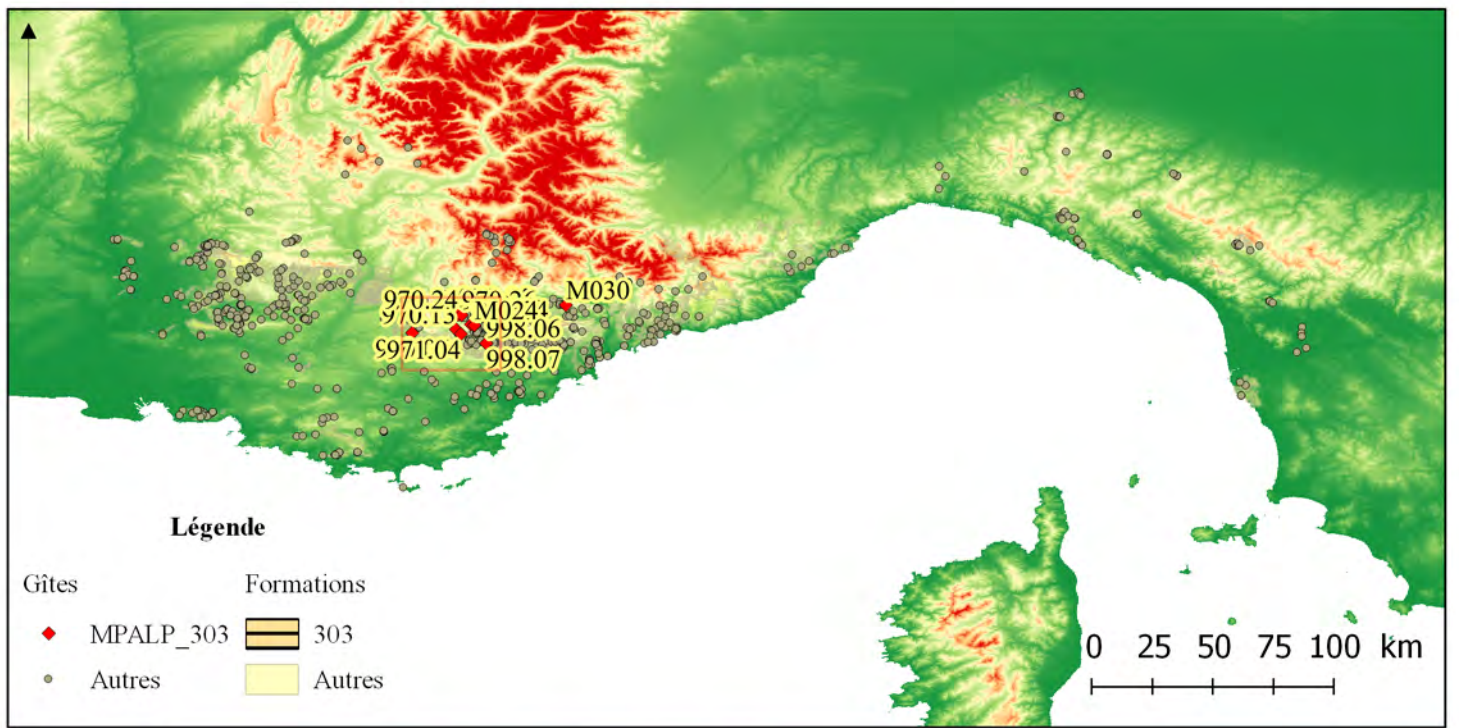 M030
970.24
M024
970.13
998.06
971.04
998.07
Légende
Gîtes Formations
MPALP_303 303
Autres Autres
0 25 50 75 100 km